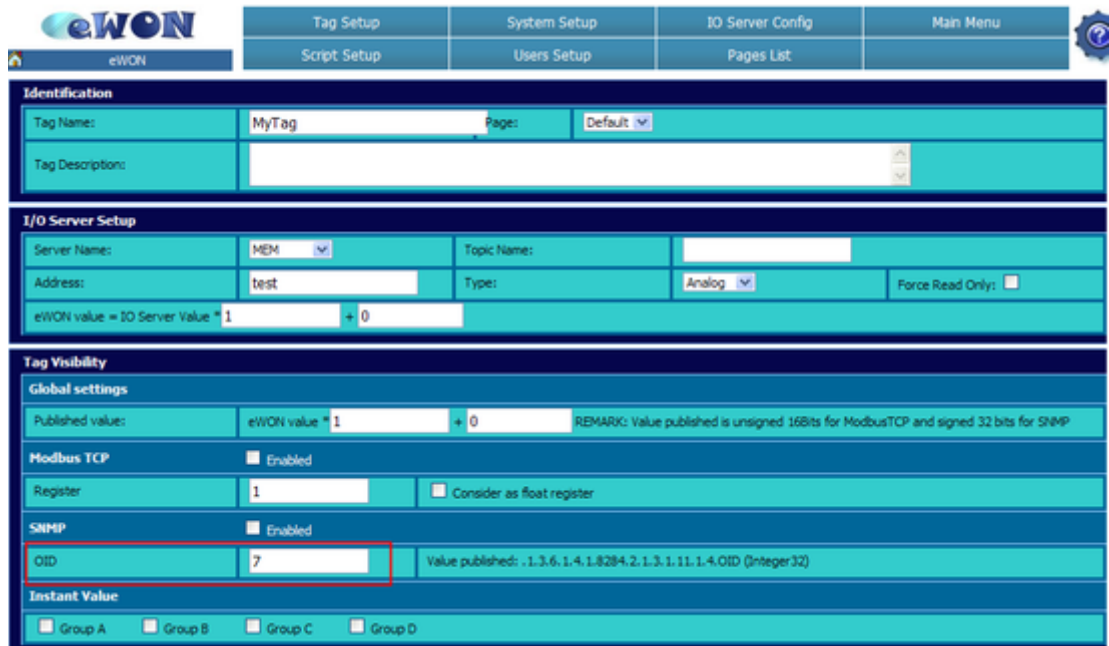 eWON
Tag Setup System Setup IO Server Config Main Menu
eWON Script Setup Users Setup Pages List
?
Identification
Tag Name: MyTag Page: Default
Tag Description:
I/O Server Setup
Server Name: MEM Topic Name:
Address: test Type: Analog Force Read Only:
eWON value = IO Server Value * 1 + 0
Tag Visibility
Global settings
Published value: eWON value * 1 + 0 REMARK: Value published is unsigned 16Bits for ModbusTCP and signed 32 bits for SNMP
Modbus TCP Enabled
Register 1 Consider as float register
SNMP Enabled
OID 7 Value published: .1.3.6.1.4.1.8284.2.1.3.1.11.1.4.OID (Integer32)
Instant Value
Group A Group B Group C Group D